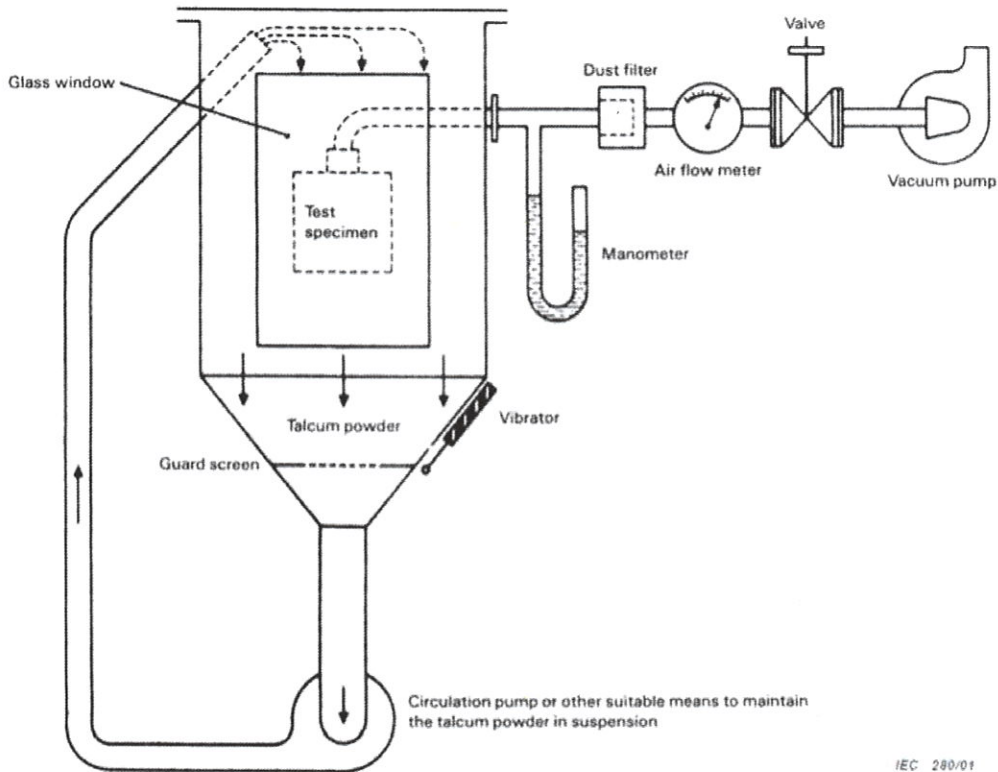 Valve
Glass window
Dust filter
Air flow meter
Vacuum pump
Test
specimen
Manometer
Talcum powder
Vibrator
Guard screen
Circulation pump or other suitable means to maintain
the talcum powder in suspension
IEC 280/01